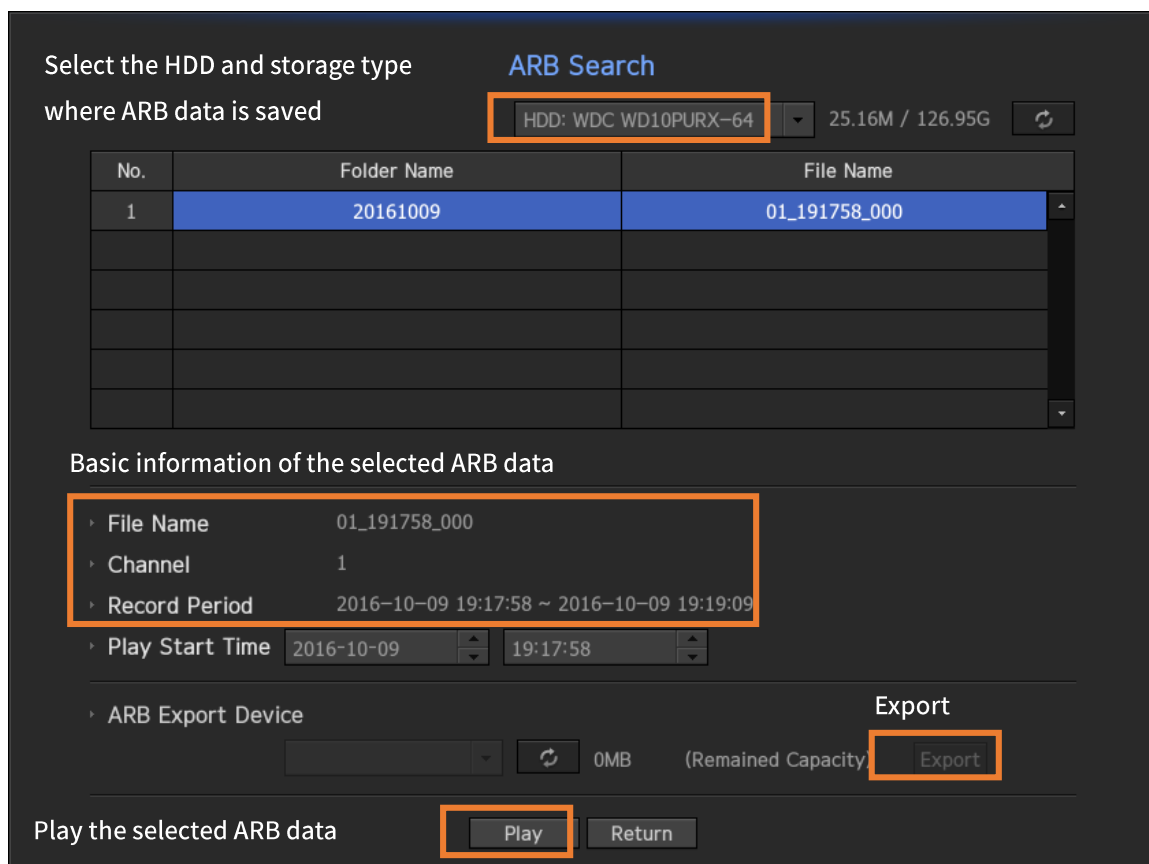 Select the HDD and storage type
where ARB data is saved
ARB Search
HDD: WDC WD10PURX-64
25.16M / 126.95G
No. Folder Name File Name
1 20161009 01_191758_000
Basic information of the selected ARB data
File Name 01_191758_000
Channel 1
Record Period 2016-10-09 19:17:58 ~ 2016-10-09 19:19:09
Play Start Time 2016-10-09 19:17:58
ARB Export Device
Export
0MB (Remained Capacity) Export
Play the selected ARB data
Play Return